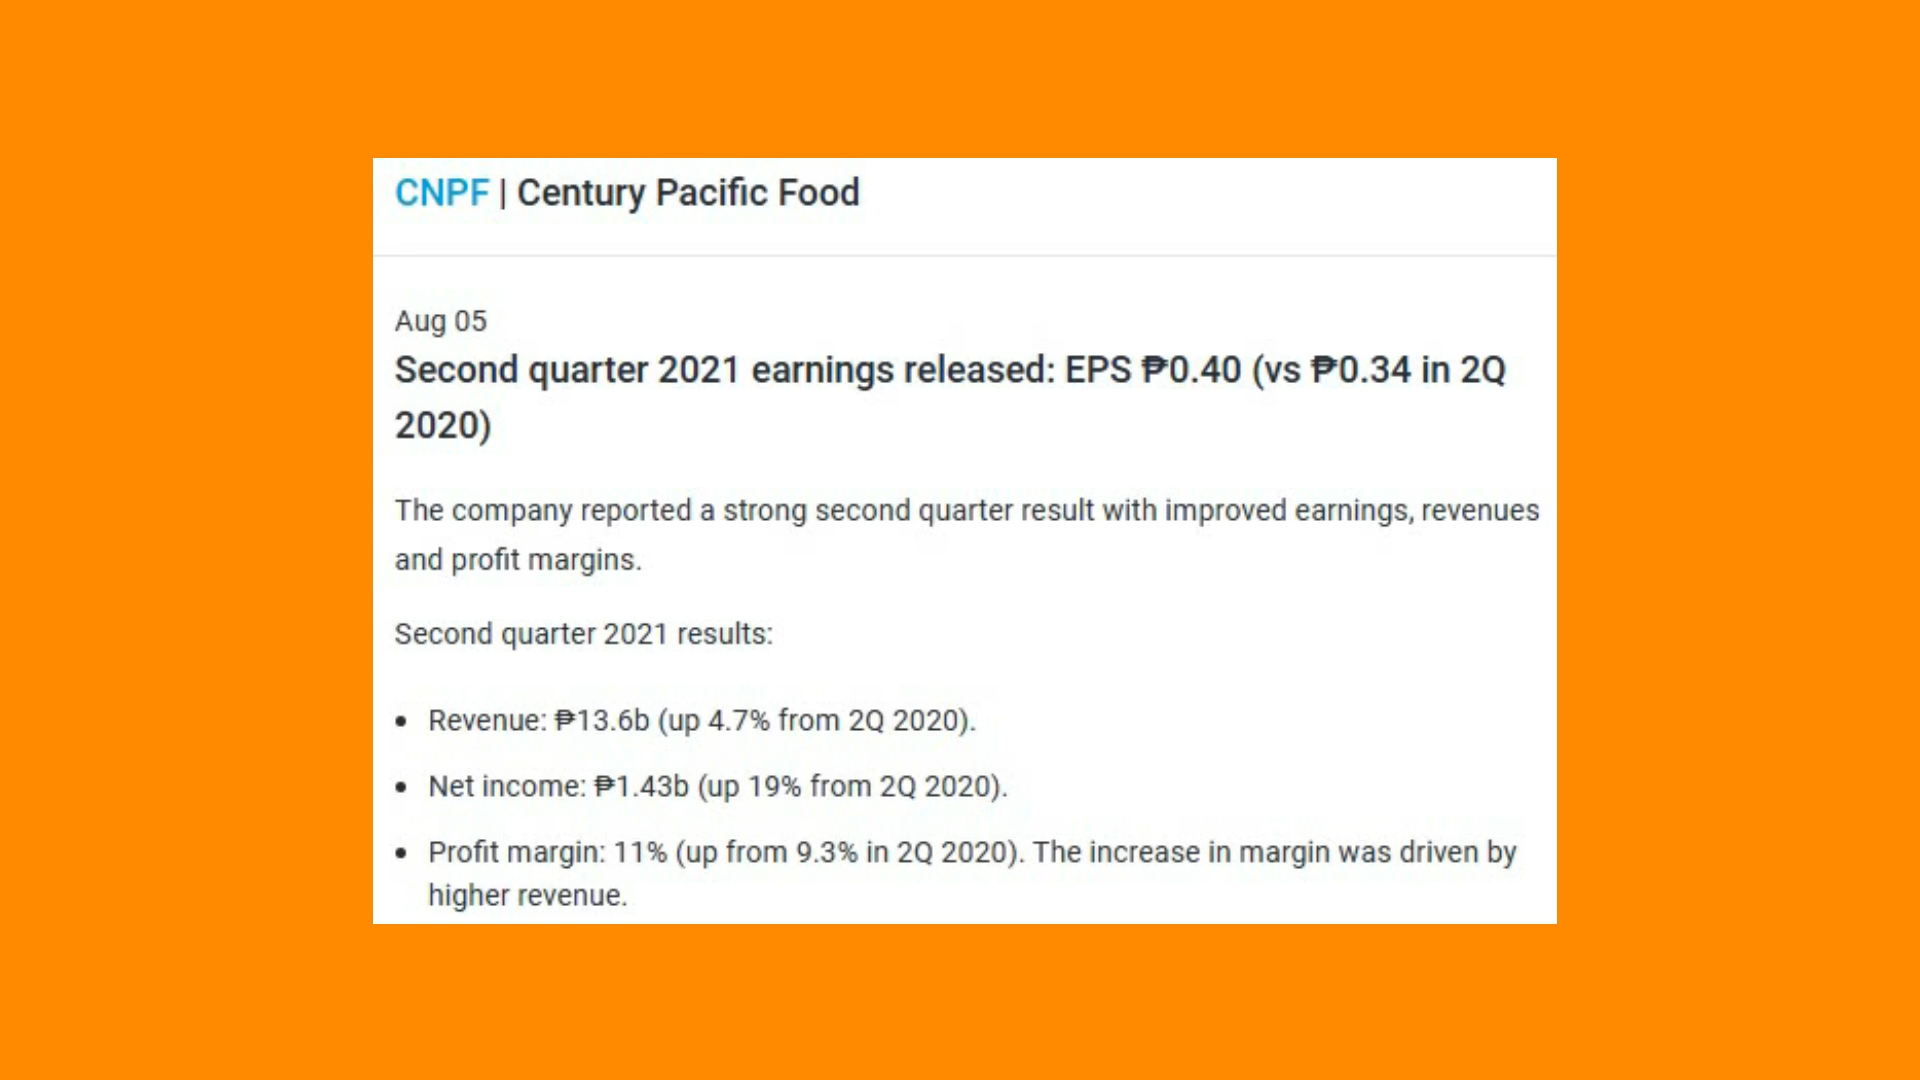 CNPF | Century Pacific Food
Aug 05
Second quarter 2021 earnings released: EPS ₱0.40 (vs ₱0.34 in 2Q
2020)
The company reported a strong second quarter result with improved earnings, revenues
and profit margins.
Second quarter 2021 results:
• Revenue: ₱13.6b (up 4.7% from 2Q 2020).
• Net income: ₱1.43b (up 19% from 2Q 2020).
• Profit margin: 11% (up from 9.3% in 2Q 2020). The increase in margin was driven by
higher revenue.